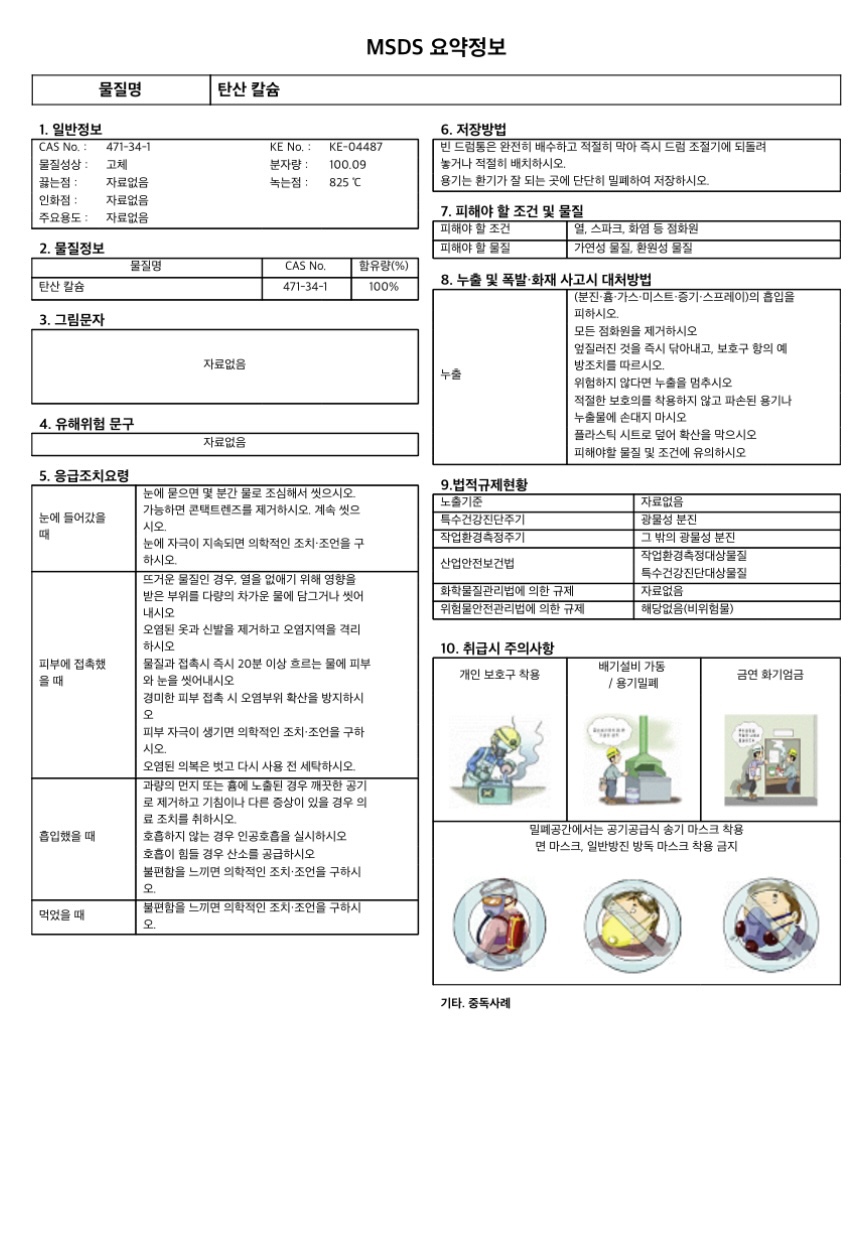 MSDS 요약정보
물질명 탄산 칼슘
1. 일반정보
CAS No. : 471-34-1 KE No. : KE-04487
물질성상 : 고체 분자량 : 100.09
끓는점 : 자료없음 녹는점 : 825 ℃
인화점 : 자료없음
주요용도 : 자료없음
2. 물질정보
물질명 CAS No. 함유량(%)
탄산 칼슘 471-34-1 100%
3. 그림문자
자료없음
4. 유해위험 문구
자료없음
5. 응급조치요령
눈에 들어갔을
때
눈에 묻으면 몇 분간 물로 조심해서 씻으시오.
가능하면 콘택트렌즈를 제거하시오. 계속 씻으
시오.
눈에 자극이 지속되면 의학적인 조치·조언을 구
하시오.
피부에 접촉했
을 때
뜨거운 물질인 경우, 열을 없애기 위해 영향을
받은 부위를 다량의 차가운 물에 담그거나 씻어
내시오
오염된 옷과 신발을 제거하고 오염지역을 격리
하시오
물질과 접촉시 즉시 20분 이상 흐르는 물에 피부
와 눈을 씻어내시오
경미한 피부 접촉 시 오염부위 확산을 방지하시
오
피부 자극이 생기면 의학적인 조치·조언을 구하
시오.
오염된 의복은 벗고 다시 사용 전 세탁하시오.
흡입했을 때
과량의 먼지 또는 흄에 노출된 경우 깨끗한 공기
로 제거하고 기침이나 다른 증상이 있을 경우 의
료 조치를 취하시오.
호흡하지 않는 경우 인공호흡을 실시하시오
호흡이 힘들 경우 산소를 공급하시오
불편함을 느끼면 의학적인 조치·조언을 구하시
오.
먹었을 때
불편함을 느끼면 의학적인 조치·조언을 구하시
오.
6. 저장방법
빈 드럼통은 완전히 배수하고 적절히 막아 즉시 드럼 조절기에 되돌려
놓거나 적절히 배치하시오.
용기는 환기가 잘 되는 곳에 단단히 밀폐하여 저장하시오.
7. 피해야 할 조건 및 물질
피해야 할 조건 열, 스파크, 화염 등 점화원
피해야 할 물질 가연성 물질, 환원성 물질
8. 누출 및 폭발·화재 사고시 대처방법
누출
(분진·흄·가스·미스트·증기·스프레이)의 흡입을
피하시오.
모든 점화원을 제거하시오
엎질러진 것을 즉시 닦아내고, 보호구 항의 예
방조치를 따르시오.
위험하지 않다면 누출을 멈추시오
적절한 보호의를 착용하지 않고 파손된 용기나
누출물에 손대지 마시오
플라스틱 시트로 덮어 확산을 막으시오
피해야할 물질 및 조건에 유의하시오
9.법적규제현황
노출기준 자료없음
특수건강진단주기 광물성 분진
작업환경측정주기 그 밖의 광물성 분진
산업안전보건법
작업환경측정대상물질
특수건강진단대상물질
화학물질관리법에 의한 규제 자료없음
위험물안전관리법에 의한 규제 해당없음(비위험물)
10. 취급시 주의사항
개인 보호구 착용
배기설비 가동
/ 용기밀폐
금연 화기엄금
밀폐공간에서는 공기공급식 송기 마스크 착용
면 마스크, 일반방진 방독 마스크 착용 금지
기타. 중독사례